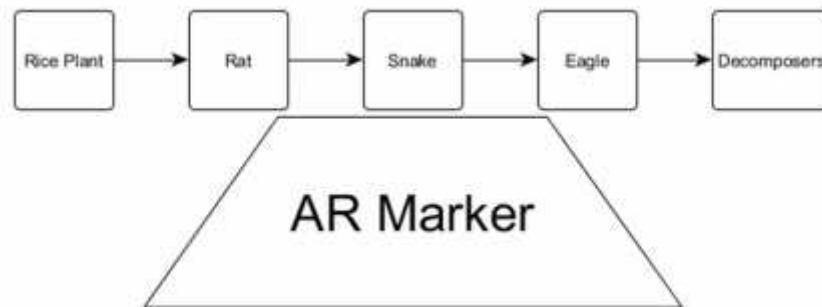 Rice Plant
Rat
Snake
Eagle
Decomposers
AR Marker